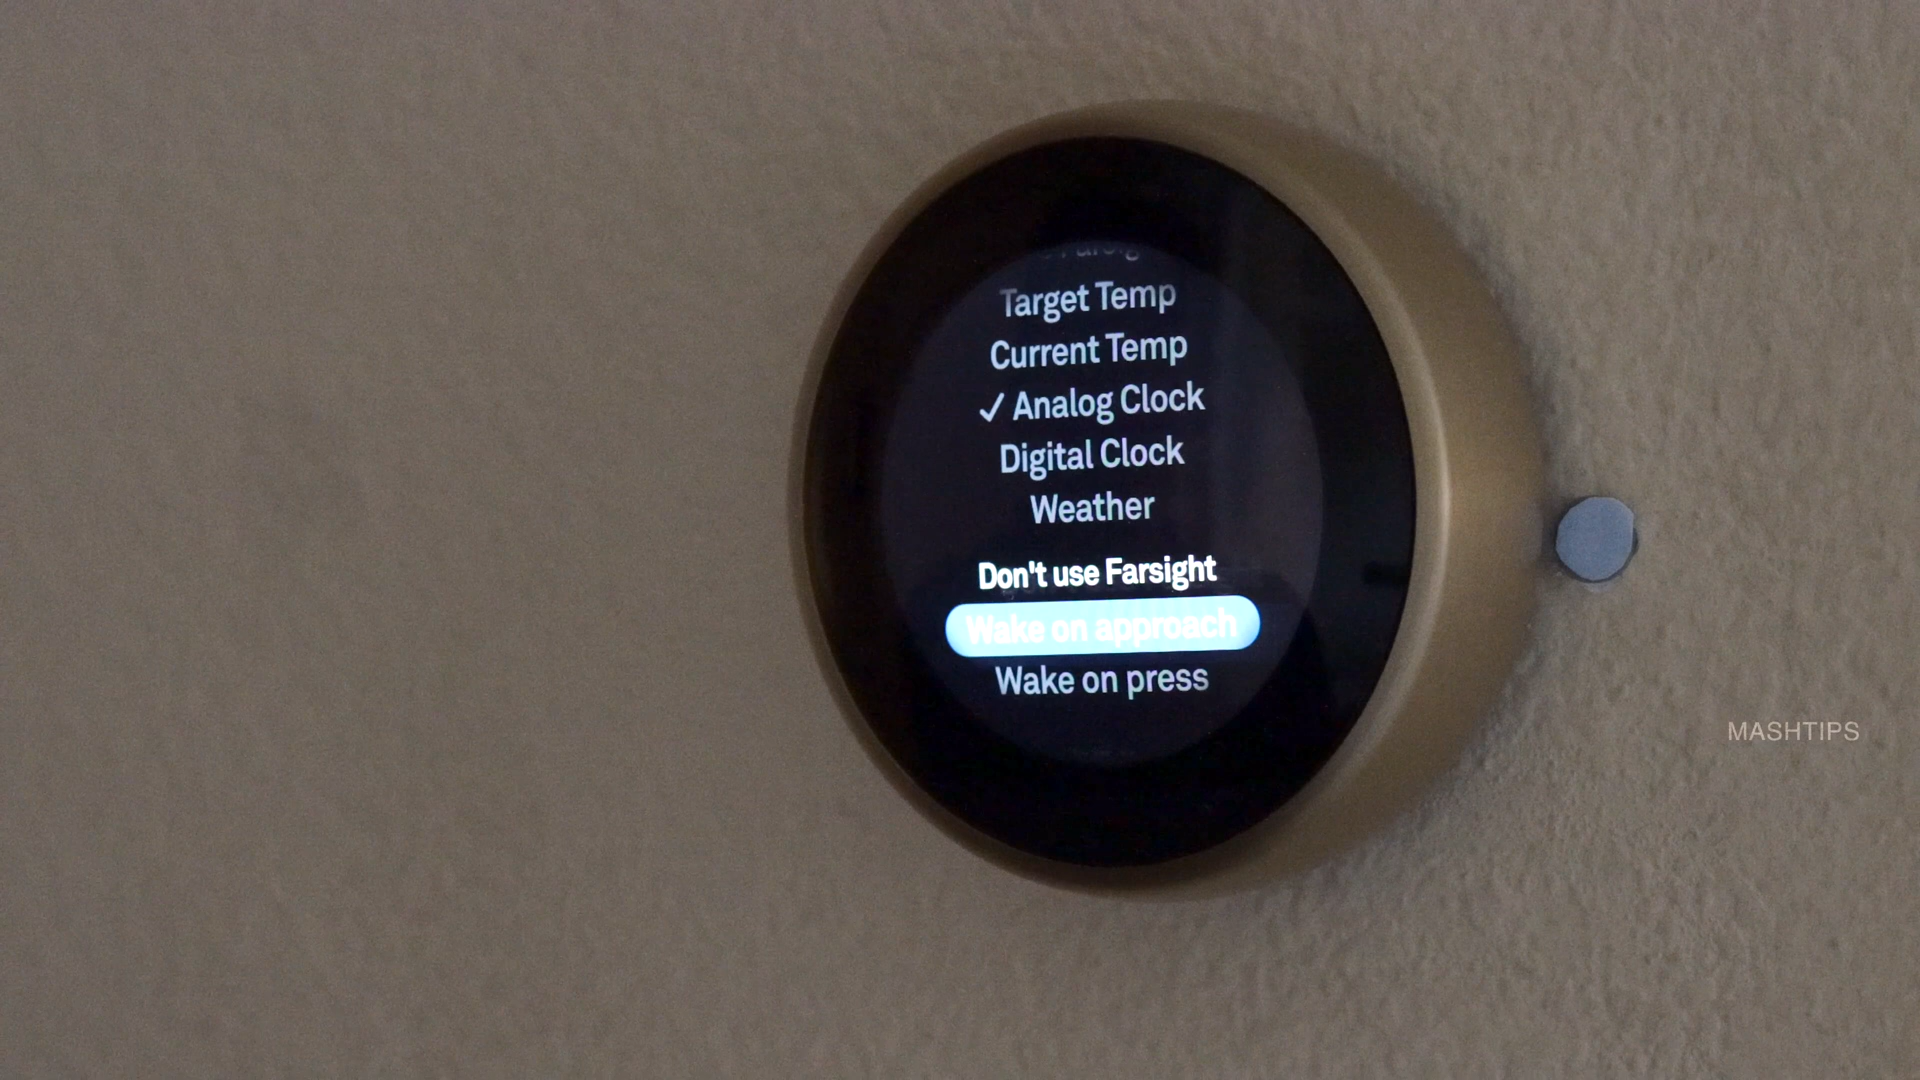 Target Temp
Current Temp
✓ Analog Clock
Digital Clock
Weather
Don't use Farsight
Wake on approach
Wake on press
MASHTIPS